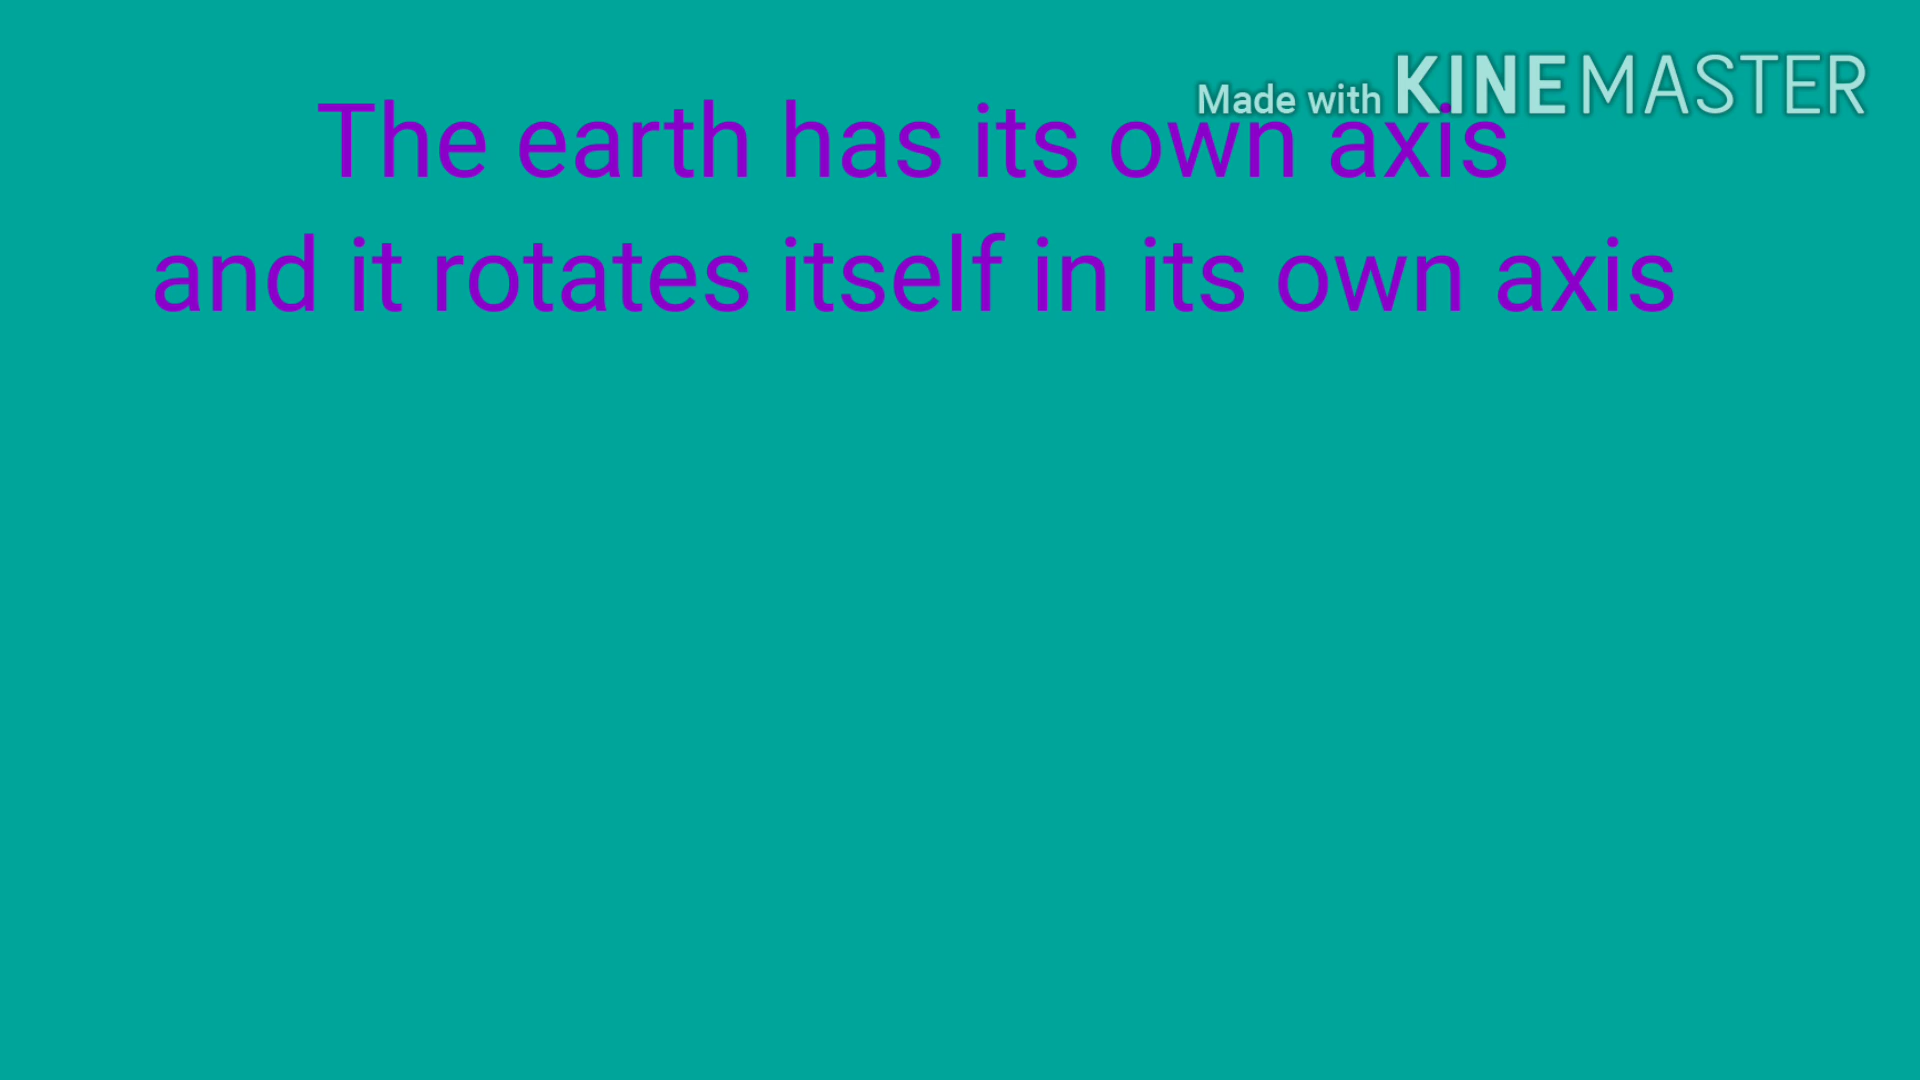 Made with KINEMASTER
The earth has its own axis
and it rotates itself in its own axis